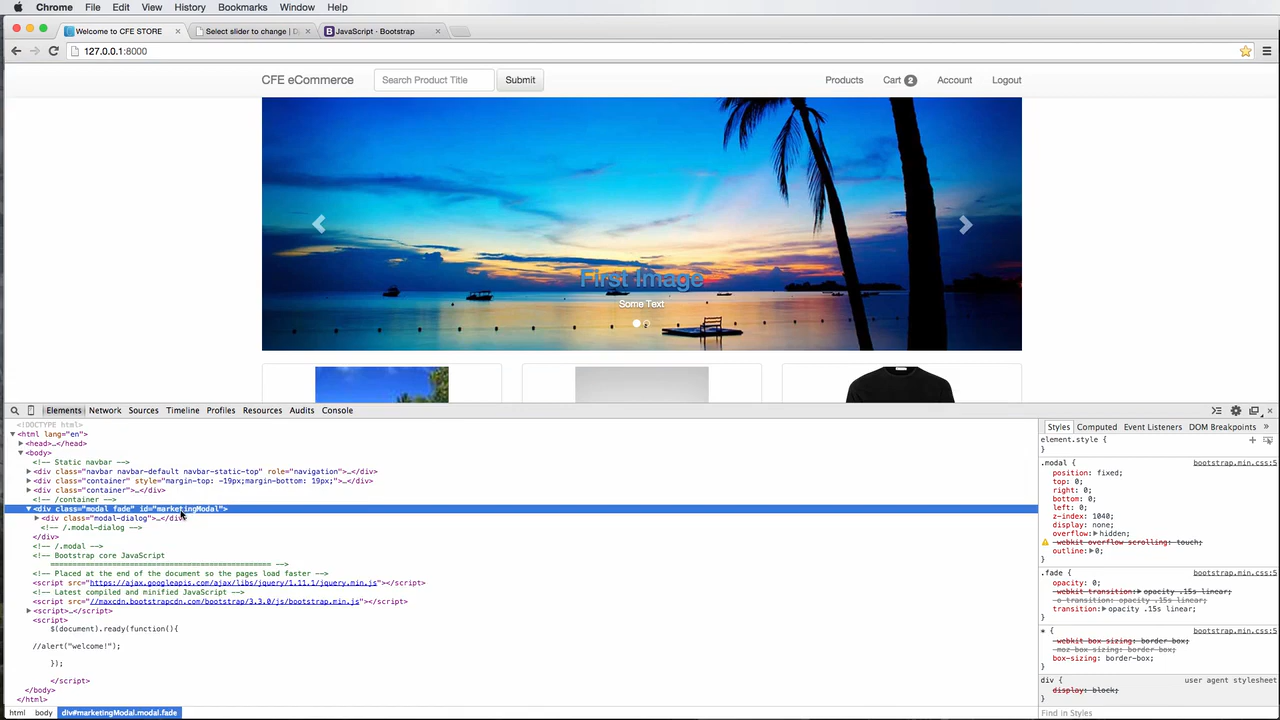 Chrome File Edit View History Bookmarks Window Help
Welcome to CFE STORE × Select slider to change | D × JavaScript · Bootstrap ×
127.0.0.1:8000
CFE eCommerce Search Product Title Submit Products Cart 2 Account Logout
First Image
Some Text
Elements Network Sources Timeline Profiles Resources Audits Console
<!DOCTYPE html>
<html lang="en">
<head>…</head>
<body>
<!-- Static navbar -->
<div class="navbar navbar-default navbar-static-top" role="navigation">…</div>
<div class="container" style="margin-top: -19px;margin-bottom: 19px;">…</div>
<div class="container">…</div>
<!-- /container -->
<div class="modal fade" id="marketingModal">
<div class="modal-dialog">…</div>
<!-- /.modal-dialog -->
</div>
<!-- /.modal -->
<!-- Bootstrap core JavaScript
================================================== -->
<!-- Placed at the end of the document so the pages load faster -->
<script src="https://ajax.googleapis.com/ajax/libs/jquery/1.11.1/jquery.min.js"></script>
<!-- Latest compiled and minified JavaScript -->
<script src="//maxcdn.bootstrapcdn.com/bootstrap/3.3.0/js/bootstrap.min.js"></script>
<script>…</script>
<script>
$(document).ready(function(){
//alert("welcome!");
});
</script>
</body>
</html>
html body div#marketingModal.modal.fade
Styles Computed Event Listeners DOM Breakpoints »
element.style {
}
.modal { bootstrap.min.css:5
position: fixed;
top: 0;
right: 0;
bottom: 0;
left: 0;
z-index: 1040;
display: none;
overflow: hidden;
-webkit-overflow-scrolling: touch;
outline: 0;
}
.fade { bootstrap.min.css:5
opacity: 0;
-webkit-transition: opacity .15s linear;
-o-transition: opacity .15s linear;
transition: opacity .15s linear;
}
* { bootstrap.min.css:5
-webkit-box-sizing: border-box;
-moz-box-sizing: border-box;
box-sizing: border-box;
}
div { user agent stylesheet
display: block;
}
Find in Styles